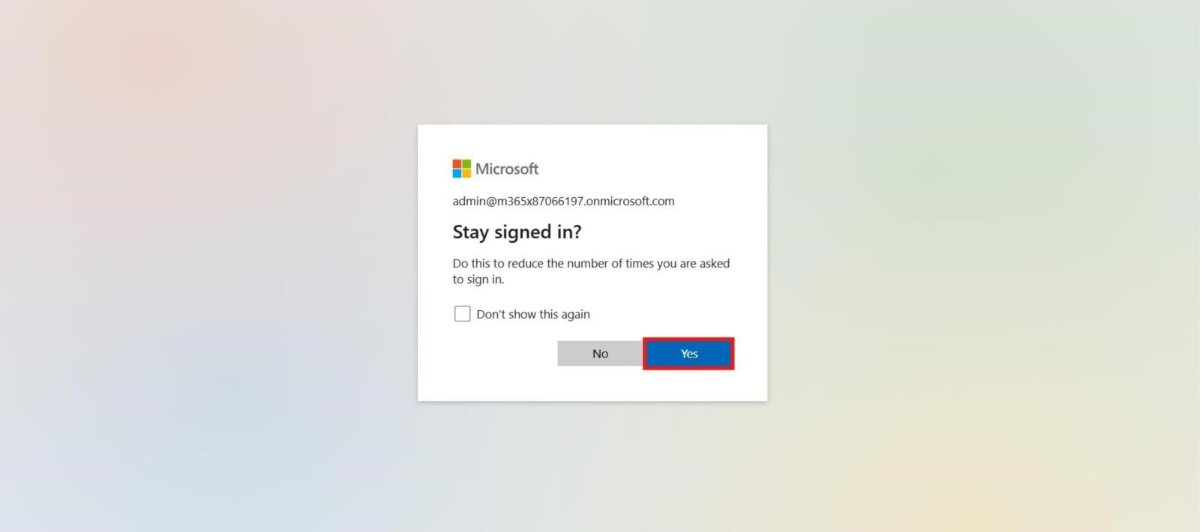 Microsoft
admin@m365x87066197.onmicrosoft.com
Stay signed in?
Do this to reduce the number of times you are asked
to sign in.
Don't show this again
No
Yes